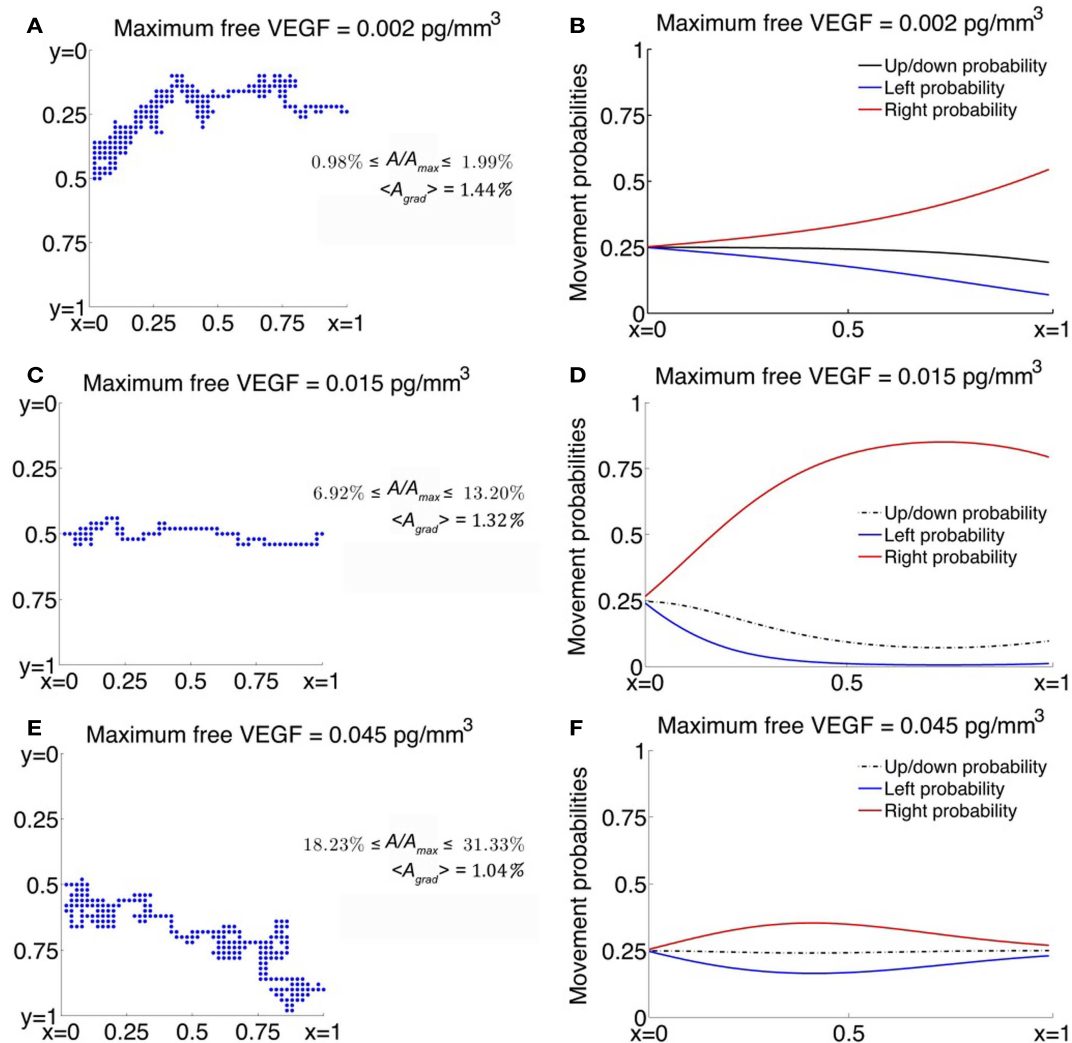 A
Maximum free VEGF = 0.002 pg/mm³
y=0
0.25
0.5
0.75
y=1
x=0 0.25 0.5 0.75 x=1
0.98% ≤ A/Amax ≤ 1.99%
<Agrad> = 1.44%
B
Maximum free VEGF = 0.002 pg/mm³
Movement probabilities
1
0.75
0.5
0.25
0
x=0 0.5 x=1
Up/down probability
Left probability
Right probability
C
Maximum free VEGF = 0.015 pg/mm³
y=0
0.25
0.5
0.75
y=1
x=0 0.25 0.5 0.75 x=1
6.92% ≤ A/Amax ≤ 13.20%
<Agrad> = 1.32%
D
Maximum free VEGF = 0.015 pg/mm³
Movement probabilities
1
0.75
0.5
0.25
0
x=0 0.5 x=1
Up/down probability
Left probability
Right probability
E
Maximum free VEGF = 0.045 pg/mm³
y=0
0.25
0.5
0.75
y=1
x=0 0.25 0.5 0.75 x=1
18.23% ≤ A/Amax ≤ 31.33%
<Agrad> = 1.04%
F
Maximum free VEGF = 0.045 pg/mm³
Movement probabilities
1
0.75
0.5
0.25
0
x=0 0.5 x=1
Up/down probability
Left probability
Right probability